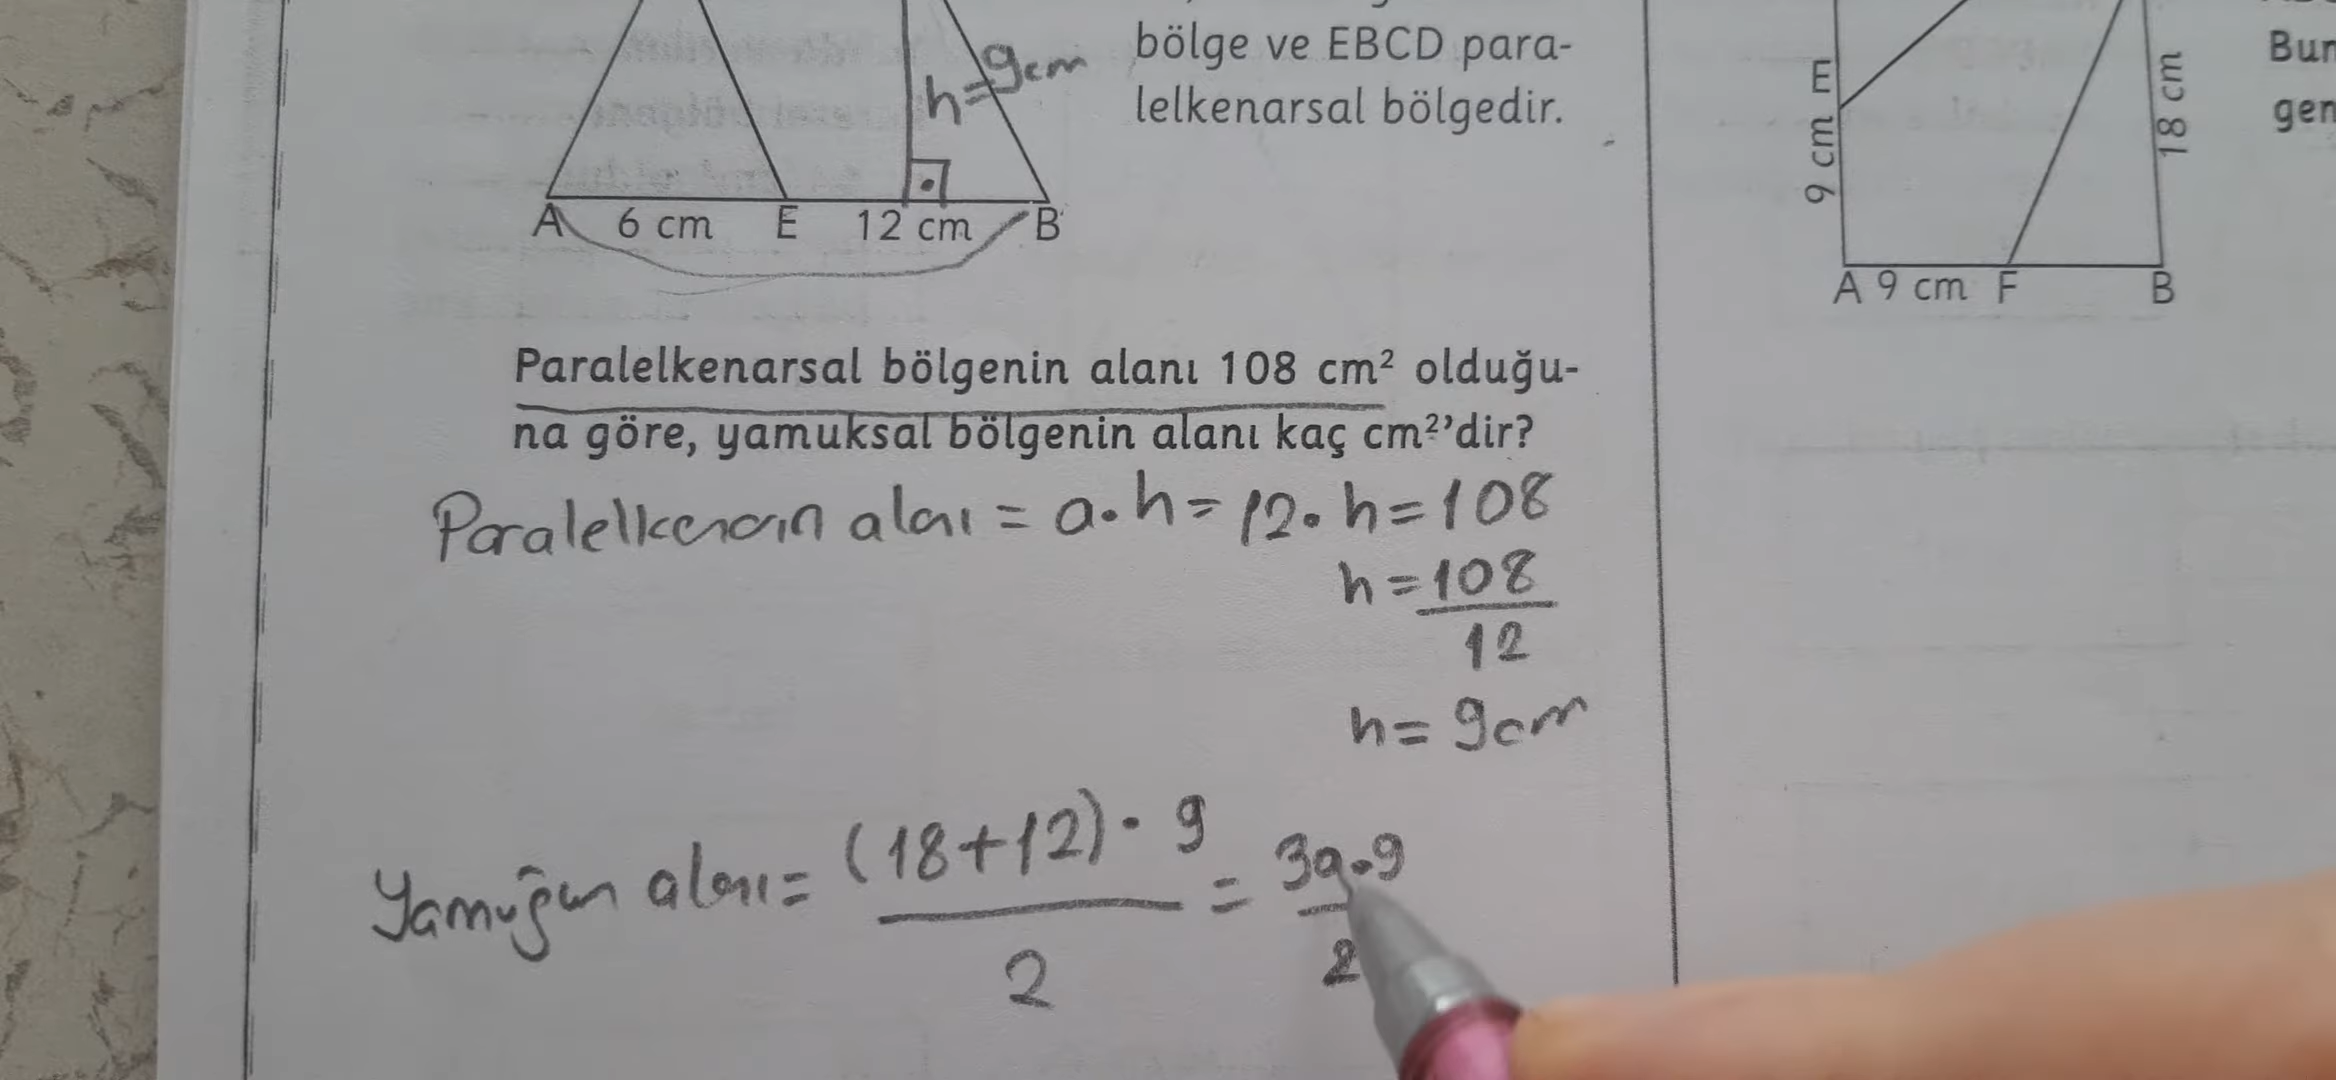 bölge ve EBCD para-
lelkenarsal bölgedir.
h=9cm
A 6 cm E 12 cm B
Paralelkenarsal bölgenin alanı 108 cm² olduğu-
na göre, yamuksal bölgenin alanı kaç cm²'dir?
Paralelkenarın alanı = a.h= 12.h=108
h=108
12
h= 9cm
Yamuğun alanı= (18+12).9 = 30.9
2 2
E
9 cm
18 cm
A 9 cm F B
Bun
gen